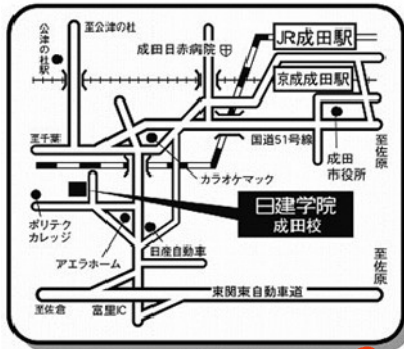 公津の杜駅
至公津の杜
成田日赤病院
JR成田駅
京成成田駅
至千葉
国道51号線
成田
市役所
至佐原
カラオケマック
日建学院
成田校
ポリテク
カレッジ
アエラホーム
日産自動車
至佐原
東関東自動車道
至佐倉
富里IC